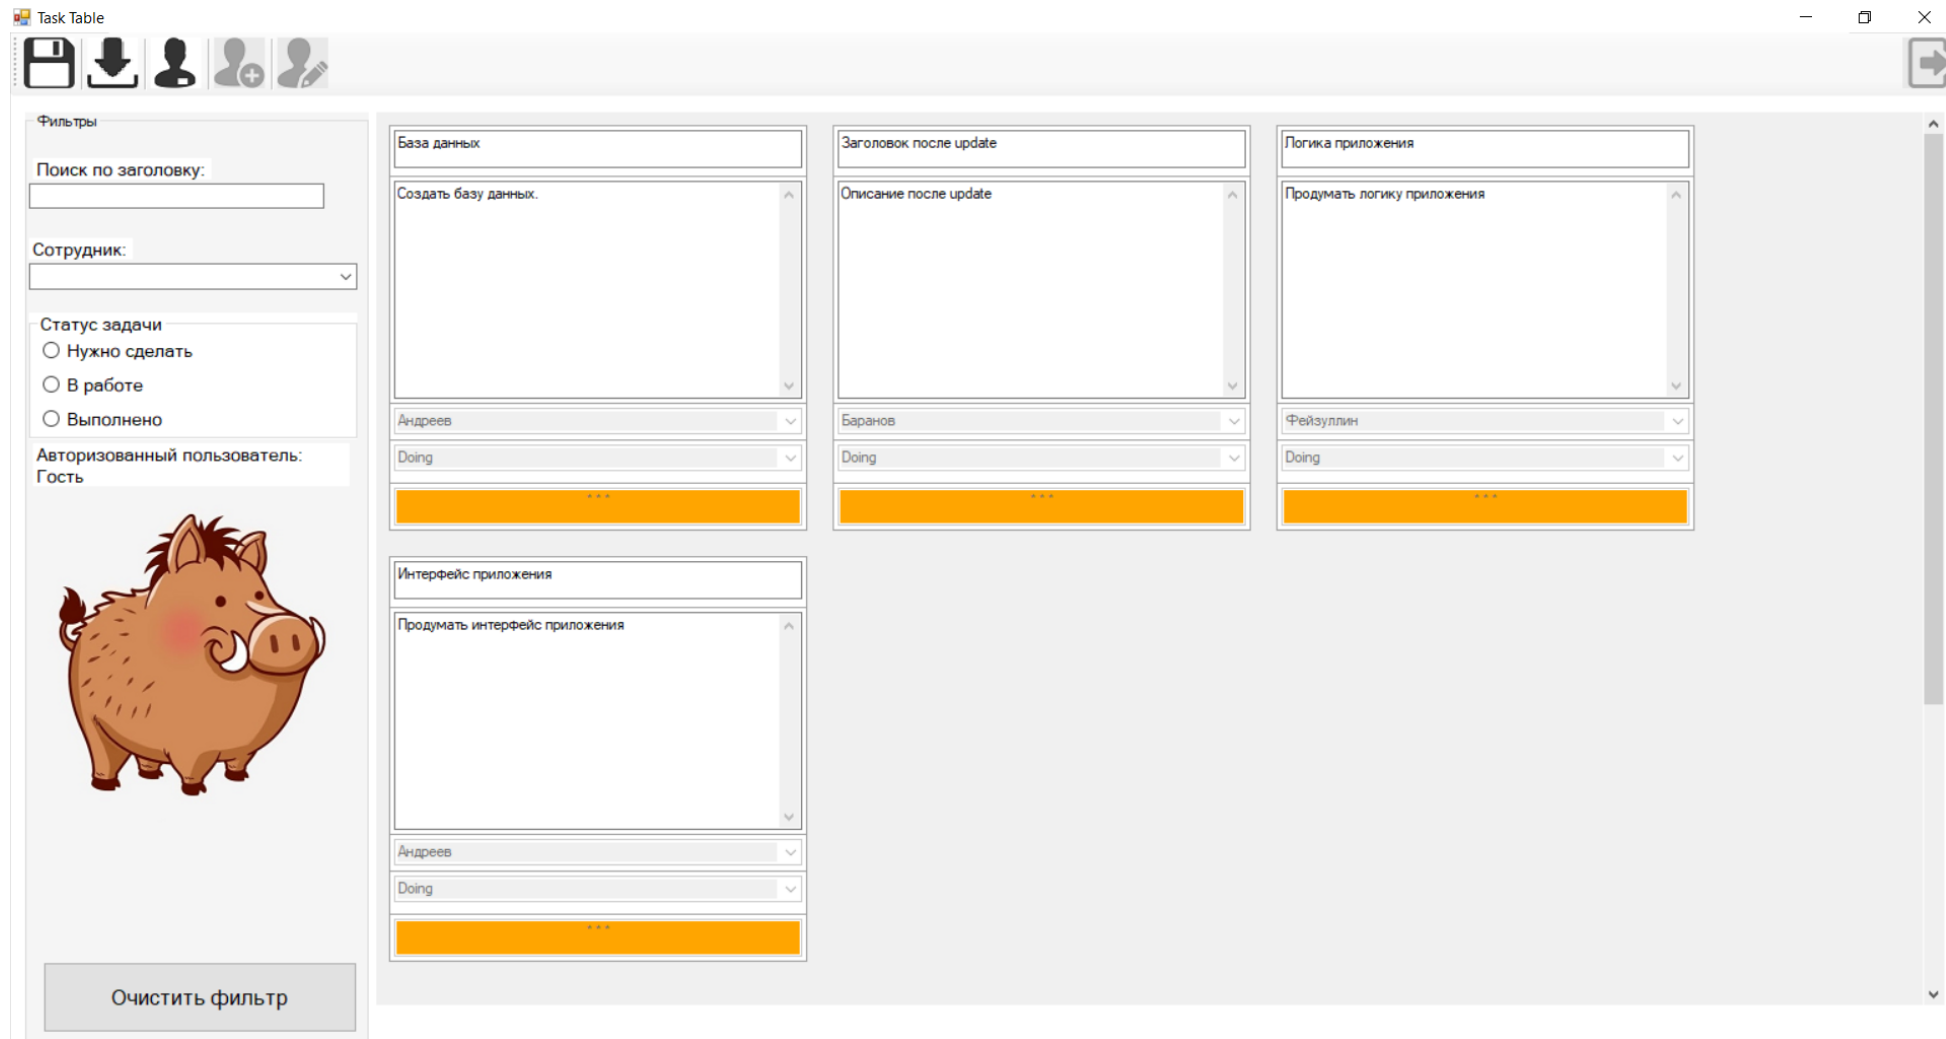 Task Table
Фильтры
Поиск по заголовку:
Сотрудник:
Статус задачи
Нужно сделать
В работе
Выполнено
Авторизованный пользователь:
Гость
Очистить фильтр
База данных
Создать базу данных.
Андреев
Doing
...
Заголовок после update
Описание после update
Баранов
Doing
...
Логика приложения
Продумать логику приложения
Фейзуллин
Doing
...
Интерфейс приложения
Продумать интерфейс приложения
Андреев
Doing
...